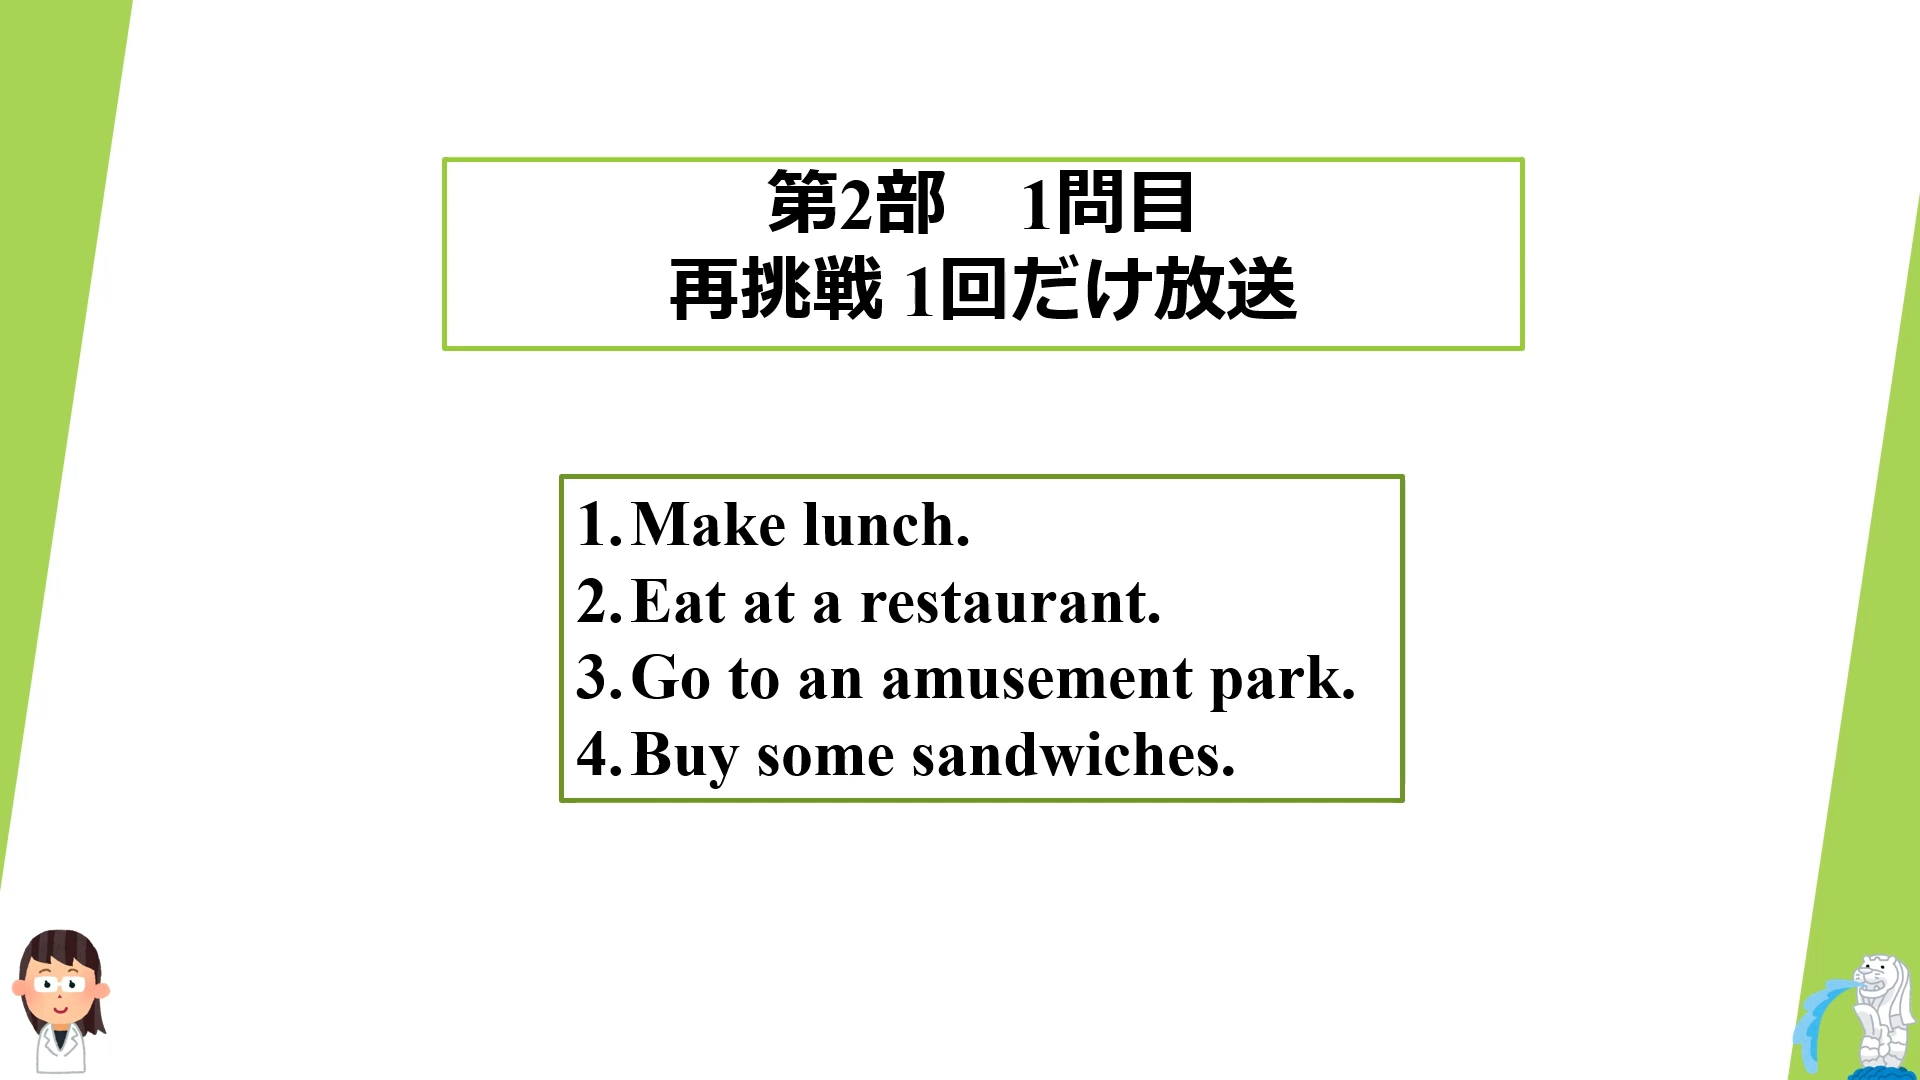 第2部　1問目
再挑戦 1回だけ放送
1. Make lunch.
2. Eat at a restaurant.
3. Go to an amusement park.
4. Buy some sandwiches.